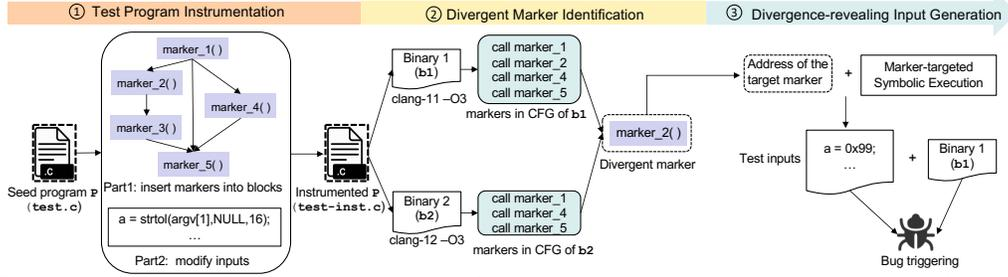 ① Test Program Instrumentation
② Divergent Marker Identification
③ Divergence-revealing Input Generation
marker_1( )
marker_2( )
marker_4( )
marker_3( )
marker_5( )
.C
Seed program P
(test.c)
Part1: insert markers into blocks
a = strtol(argv[1],NULL,16);
…
Part2: modify inputs
.C
Instrumented P
(test-inst.c)
Binary 1
(b1)
clang-11 –O3
call marker_1
call marker_2
call marker_4
call marker_5
markers in CFG of b1
Binary 2
(b2)
clang-12 –O3
call marker_1
call marker_4
call marker_5
markers in CFG of b2
marker_2( )
Divergent marker
Address of the
target marker
+
Marker-targeted
Symbolic Execution
Test inputs
a = 0x99;
…
+
Binary 1
(b1)
Bug triggering